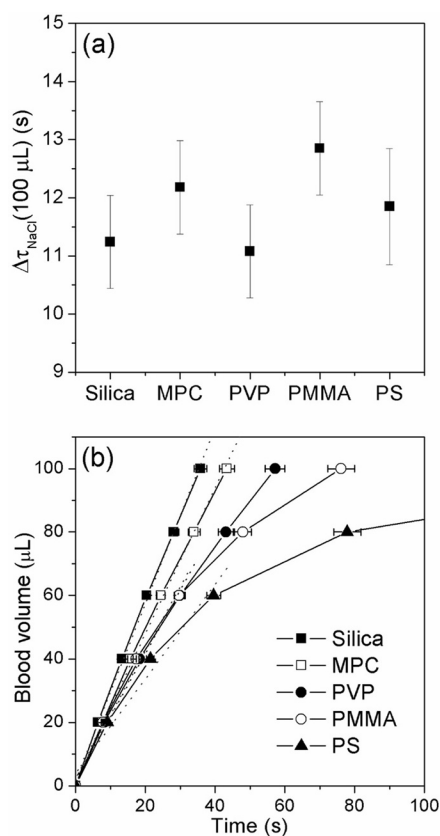 (a)
Δτ_NaCl(100 μL) (s)
15
14
13
12
11
10
9
Silica MPC PVP PMMA PS
(b)
Blood volume (μL)
100
80
60
40
20
0
Silica
MPC
PVP
PMMA
PS
0 20 40 60 80 100
Time (s)